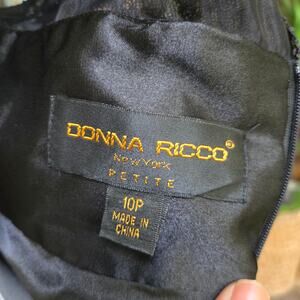 DONNA RICCO®
New York
PETITE
10P
MADE IN
CHINA